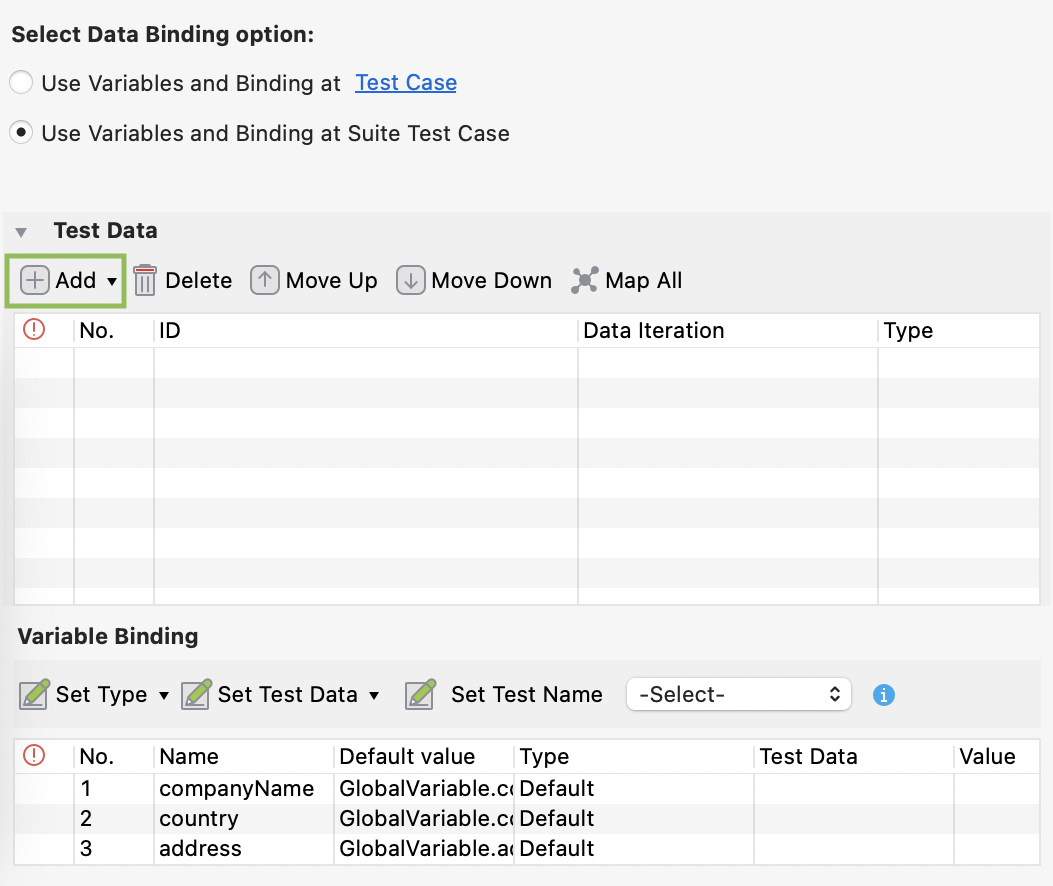 Select Data Binding option:
Use Variables and Binding at Test Case
Use Variables and Binding at Suite Test Case
Test Data
Add Delete Move Up Move Down Map All
No. ID Data Iteration Type
Variable Binding
Set Type Set Test Data Set Test Name -Select-
No. Name Default value Type Test Data Value
1 companyName GlobalVariable.co Default
2 country GlobalVariable.co Default
3 address GlobalVariable.ad Default